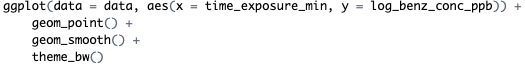 ggplot(data = data, aes(x = time_exposure_min, y = log_benz_conc_ppb)) +
    geom_point() +
    geom_smooth() +
    theme_bw()